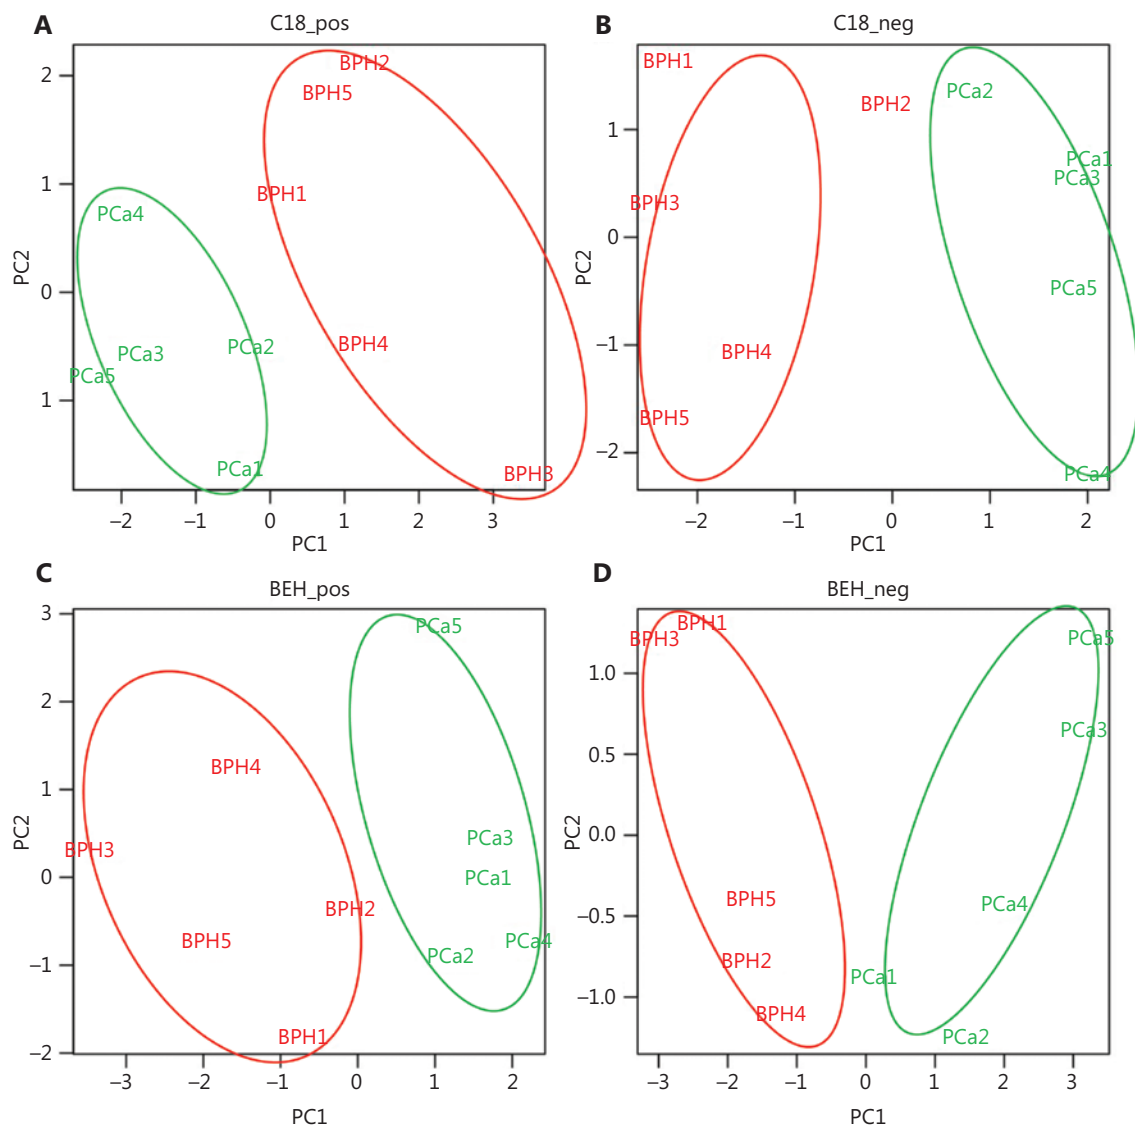 A
C18_pos
2
1
0
1
PC2
BPH2
BPH5
BPH1
PCa4
BPH4
PCa2
PCa3
PCa5
PCa1
BPH3
–2
–1
0
1
2
3
PC1
B
C18_neg
1
0
–1
–2
PC2
BPH1
PCa2
BPH2
PCa1
PCa3
BPH3
PCa5
BPH4
BPH5
PCa4
–2
–1
0
1
2
PC1
C
BEH_pos
3
2
1
0
–1
–2
PC2
PCa5
BPH4
PCa3
BPH3
PCa1
BPH2
BPH5
PCa4
PCa2
BPH1
–3
–2
–1
0
1
2
PC1
D
BEH_neg
1.0
0.5
0.0
–0.5
–1.0
PC2
BPH1
BPH3
PCa5
PCa3
BPH5
PCa4
BPH2
PCa1
BPH4
PCa2
–3
–2
–1
0
1
2
3
PC1